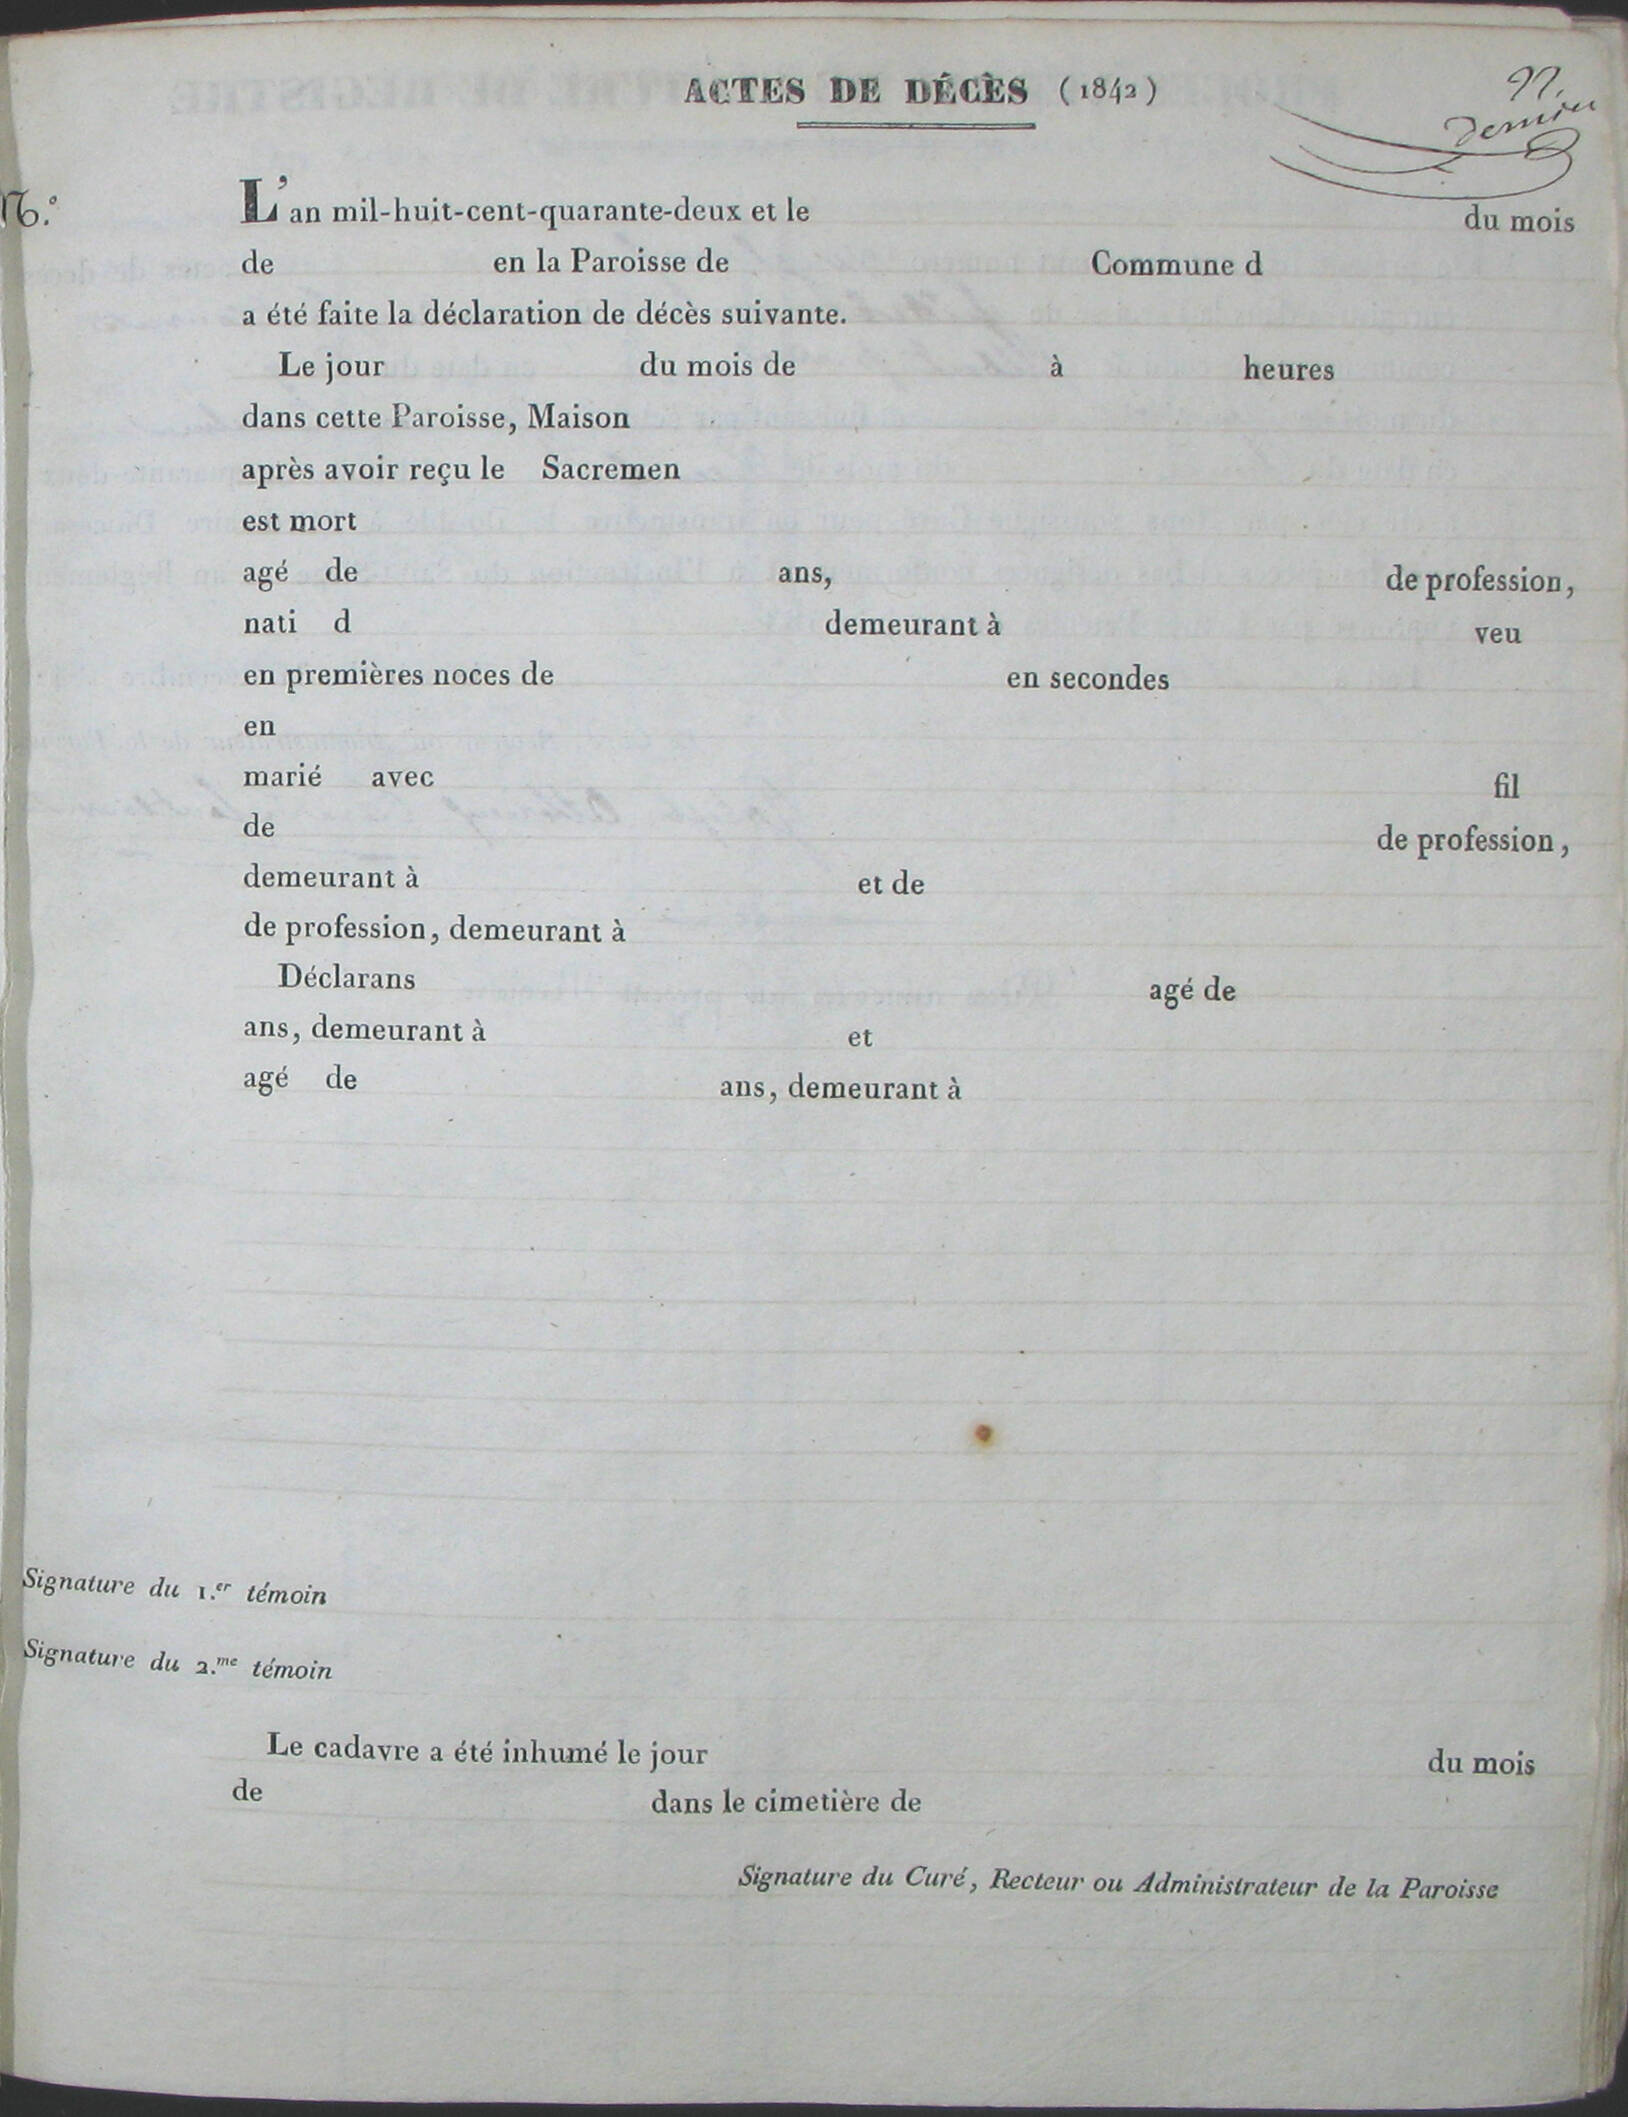 ACTES DE DÉCÈS (1842)
97.
Dernier
N.º
L'an mil-huit-cent-quarante-deux et le du mois
de en la Paroisse de Commune d
a été faite la déclaration de décès suivante.
Le jour du mois de à heures
dans cette Paroisse, Maison
après avoir reçu le Sacremen
est mort
agé de ans, de profession,
nati d demeurant à veu
en premières noces de en secondes
en
marié avec fil
de de profession,
demeurant à et de
de profession, demeurant à
Déclarans agé de
ans, demeurant à et
agé de ans, demeurant à
Signature du 1.er témoin
Signature du 2.me témoin
Le cadavre a été inhumé le jour du mois
de dans le cimetière de
Signature du Curé, Recteur ou Administrateur de la Paroisse